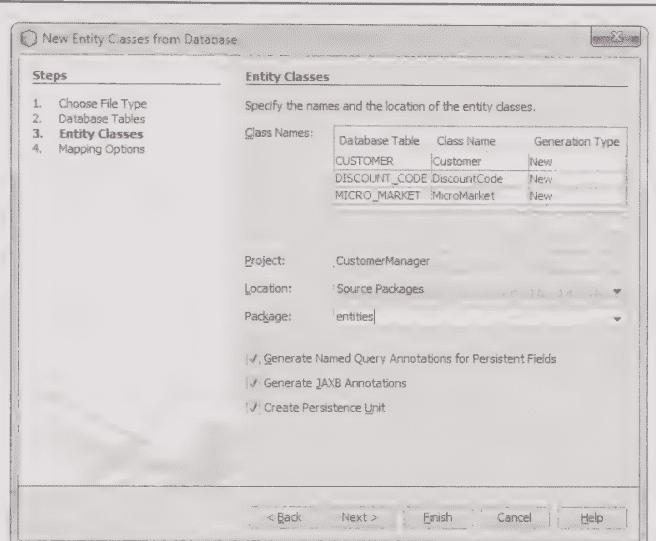 New Entity Classes from Database
Steps
1. Choose File Type
2. Database Tables
3. Entity Classes
4. Mapping Options
Entity Classes
Specify the names and the location of the entity classes.
Class Names:
Database Table Class Name Generation Type
CUSTOMER Customer New
DISCOUNT_CODE DiscountCode New
MICRO_MARKET MicroMarket New
Project: CustomerManager
Location: Source Packages
Package: entities
Generate Named Query Annotations for Persistent Fields
Generate JAXB Annotations
Create Persistence Unit
< Back Next > Finish Cancel Help